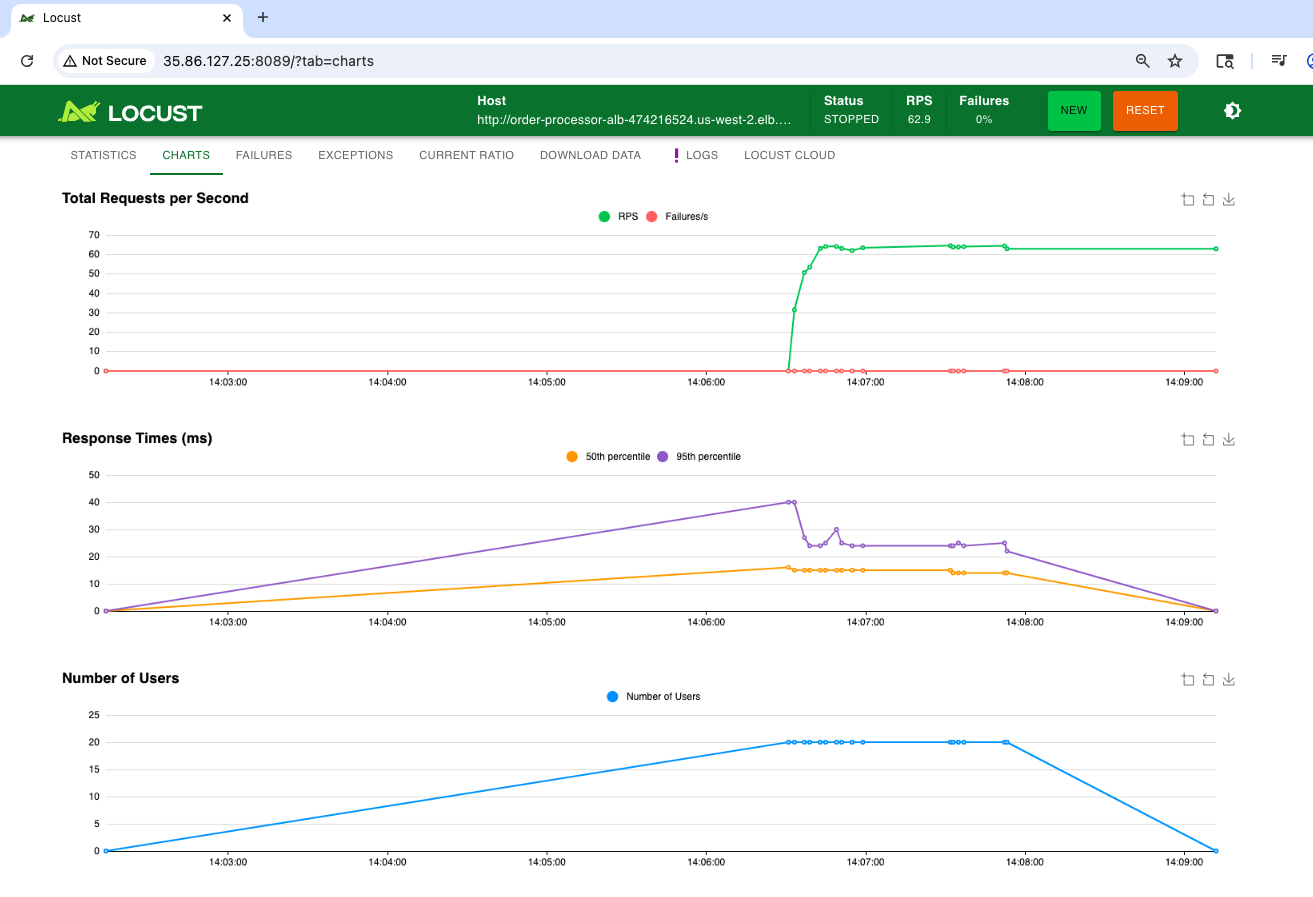 Locust
Not Secure 35.86.127.25:8089/?tab=charts
LOCUST
Host
http://order-processor-alb-474216524.us-west-2.elb....
Status
STOPPED
RPS
62.9
Failures
0%
NEW
RESET
STATISTICS CHARTS FAILURES EXCEPTIONS CURRENT RATIO DOWNLOAD DATA ! LOGS LOCUST CLOUD
Total Requests per Second
RPS Failures/s
70
60
50
40
30
20
10
0
14:03:00 14:04:00 14:05:00 14:06:00 14:07:00 14:08:00 14:09:00
Response Times (ms)
50th percentile 95th percentile
50
40
30
20
10
0
14:03:00 14:04:00 14:05:00 14:06:00 14:07:00 14:08:00 14:09:00
Number of Users
Number of Users
25
20
15
10
5
0
14:03:00 14:04:00 14:05:00 14:06:00 14:07:00 14:08:00 14:09:00